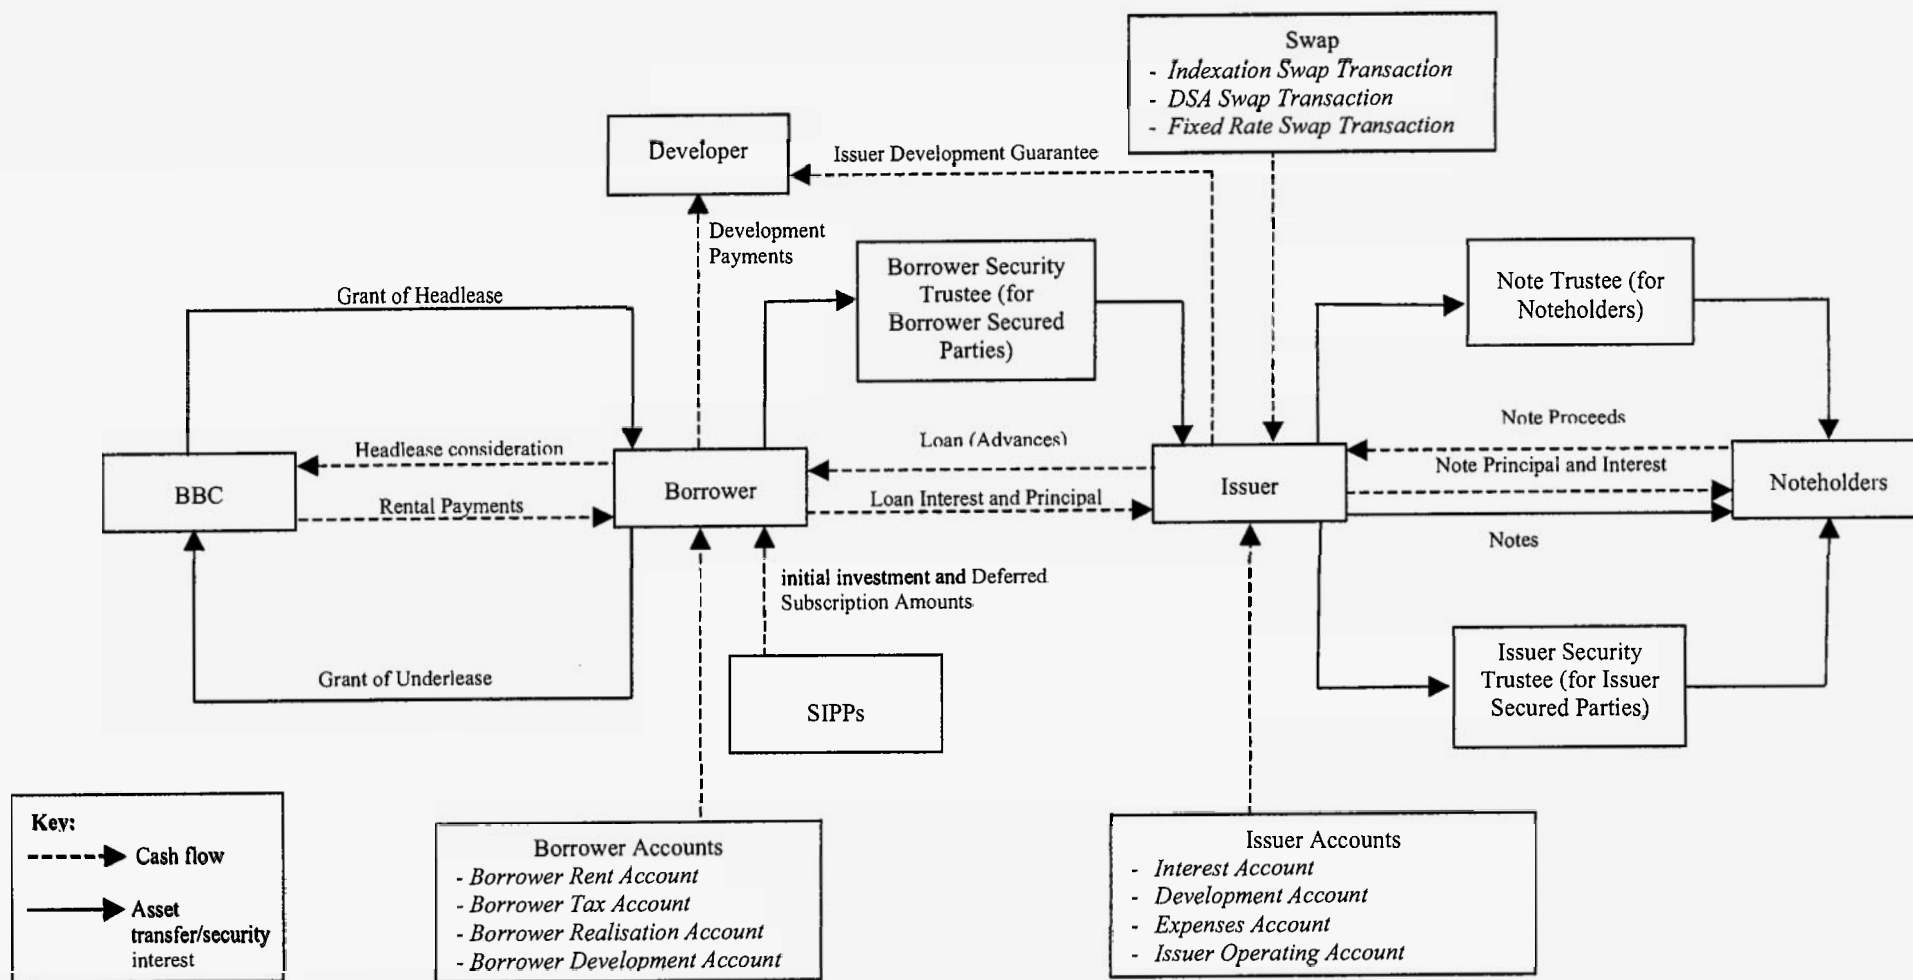 Swap
- Indexation Swap Transaction
- DSA Swap Transaction
- Fixed Rate Swap Transaction
Developer
Issuer Development Guarantee
Development
Payments
Borrower Security
Trustee (for
Borrower Secured
Parties)
Note Trustee (for
Noteholders)
Grant of Headlease
Headlease consideration
Loan (Advances)
Note Proceeds
Note Principal and Interest
BBC
Borrower
Issuer
Noteholders
Rental Payments
Loan Interest and Principal
Notes
initial investment and Deferred
Subscription Amounts
Grant of Underlease
SIPPs
Issuer Security
Trustee (for Issuer
Secured Parties)
Key:
Cash flow
Asset
transfer/security
interest
Borrower Accounts
- Borrower Rent Account
- Borrower Tax Account
- Borrower Realisation Account
- Borrower Development Account
Issuer Accounts
- Interest Account
- Development Account
- Expenses Account
- Issuer Operating Account